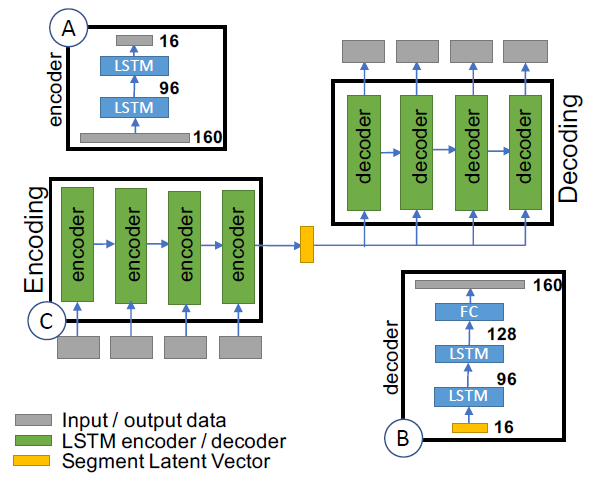 A
16
LSTM
96
LSTM
160
encoder
decoder
decoder
decoder
decoder
Decoding
Encoding
encoder
encoder
encoder
encoder
C
160
FC
128
LSTM
96
LSTM
16
decoder
B
Input / output data
LSTM encoder / decoder
Segment Latent Vector